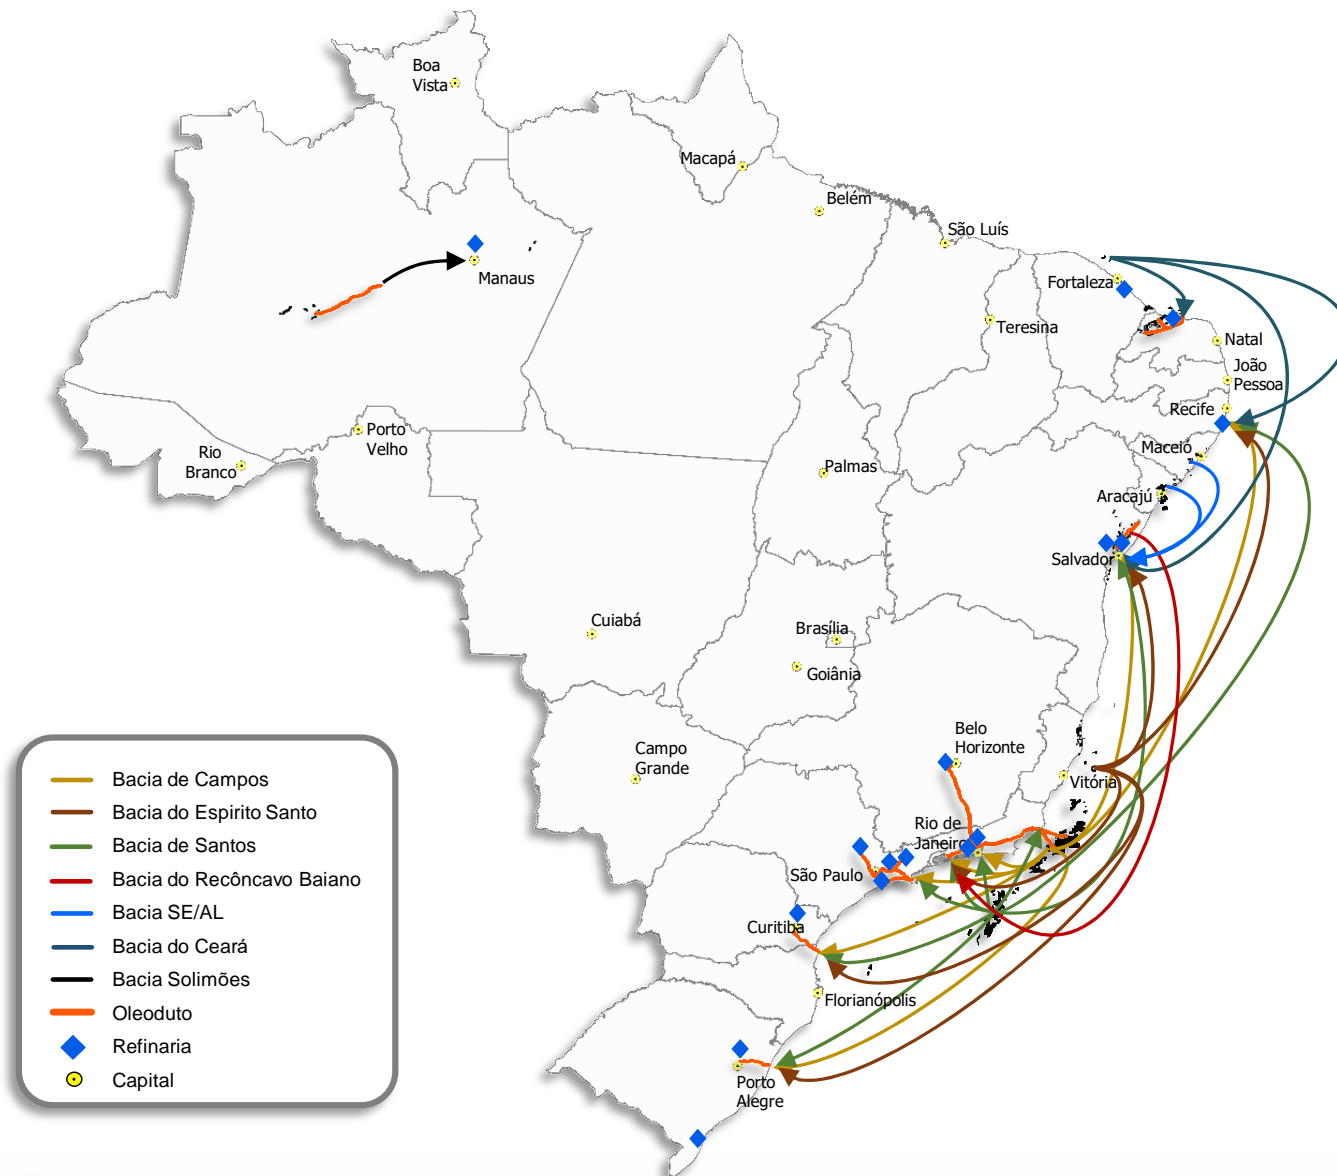 Boa
Vista
Macapá
Belém
São Luís
Manaus
Fortaleza
Teresina
Natal
João
Pessoa
Recife
Porto
Velho
Rio
Branco
Maceió
Palmas
Aracajú
Salvador
Cuiabá
Brasília
Goiânia
Belo
Horizonte
Campo
Grande
Vitória
Rio de
Janeiro
São Paulo
Curitiba
Florianópolis
Porto
Alegre
Bacia de Campos
Bacia do Espirito Santo
Bacia de Santos
Bacia do Recôncavo Baiano
Bacia SE/AL
Bacia do Ceará
Bacia Solimões
Oleoduto
Refinaria
Capital